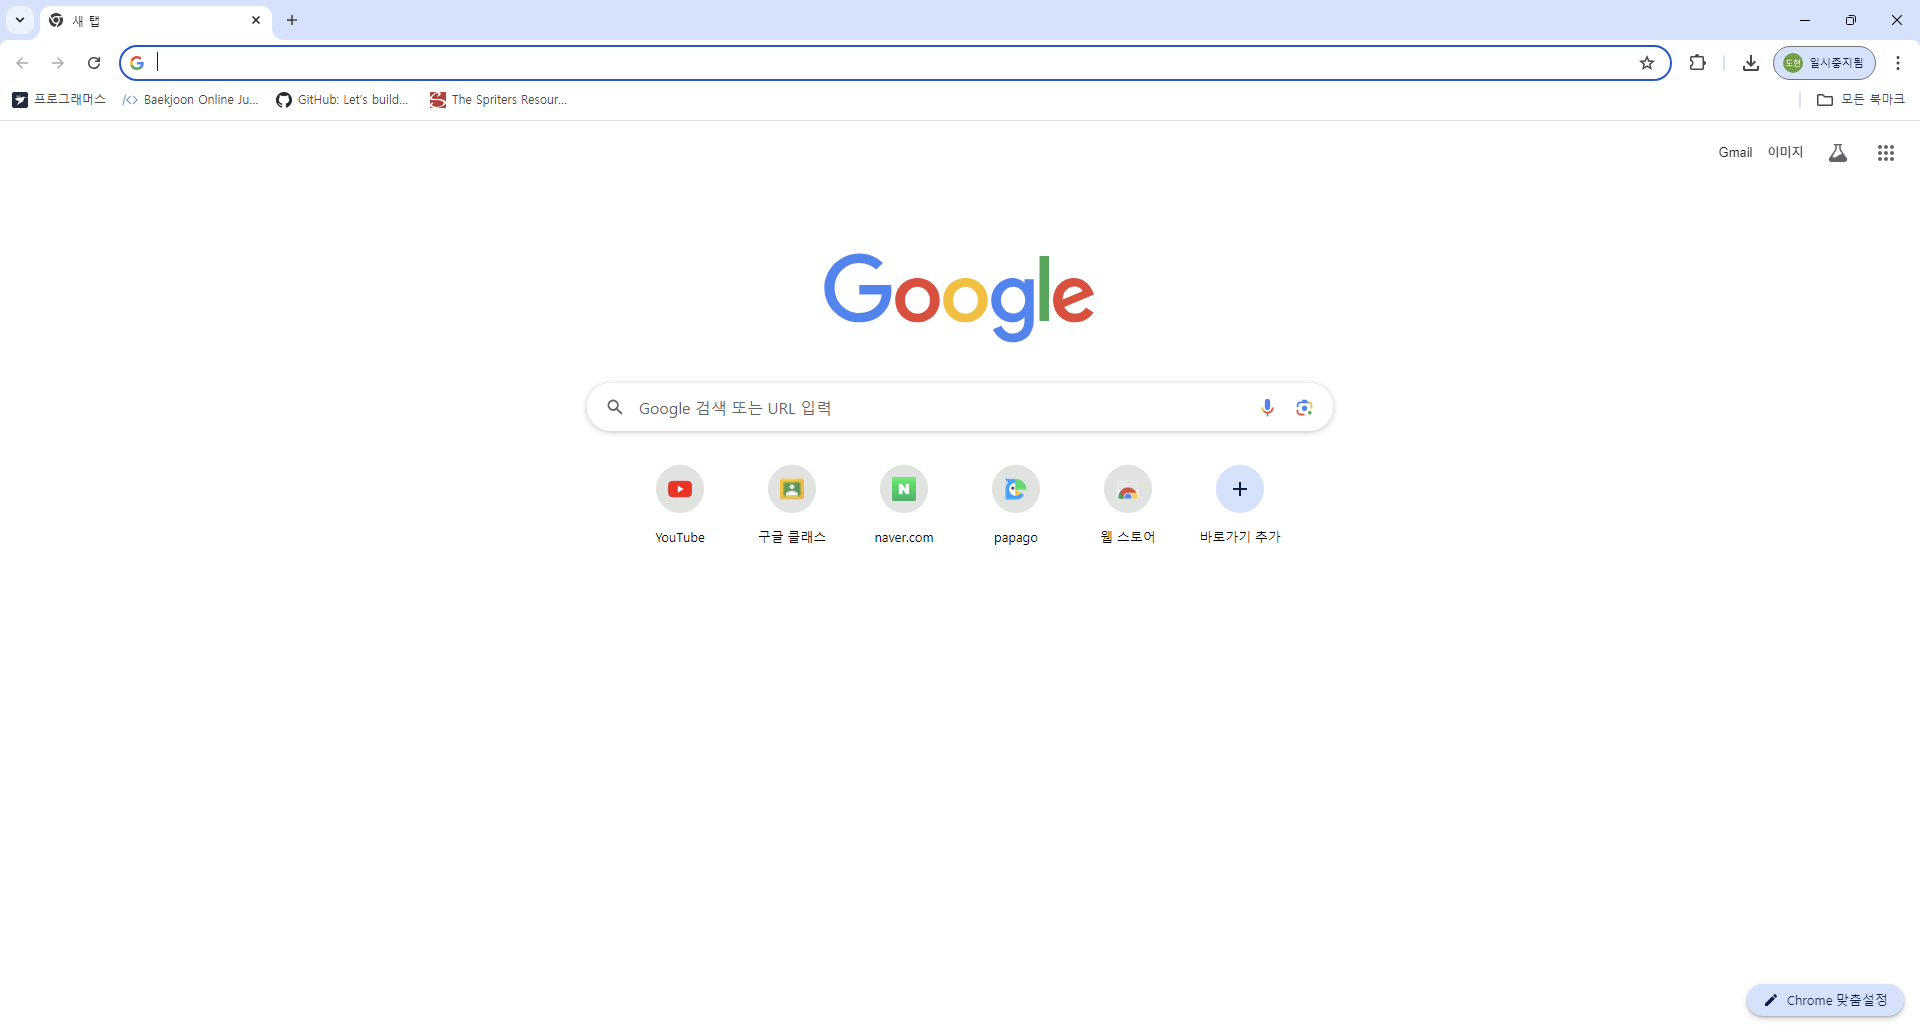 새 탭
도현 일시중지됨
프로그래머스 Baekjoon Online Ju... GitHub: Let's build... The Spriters Resour... 모든 북마크
Gmail 이미지
Google
Google 검색 또는 URL 입력
YouTube 구글 클래스 naver.com papago 웹 스토어 바로가기 추가
Chrome 맞춤설정